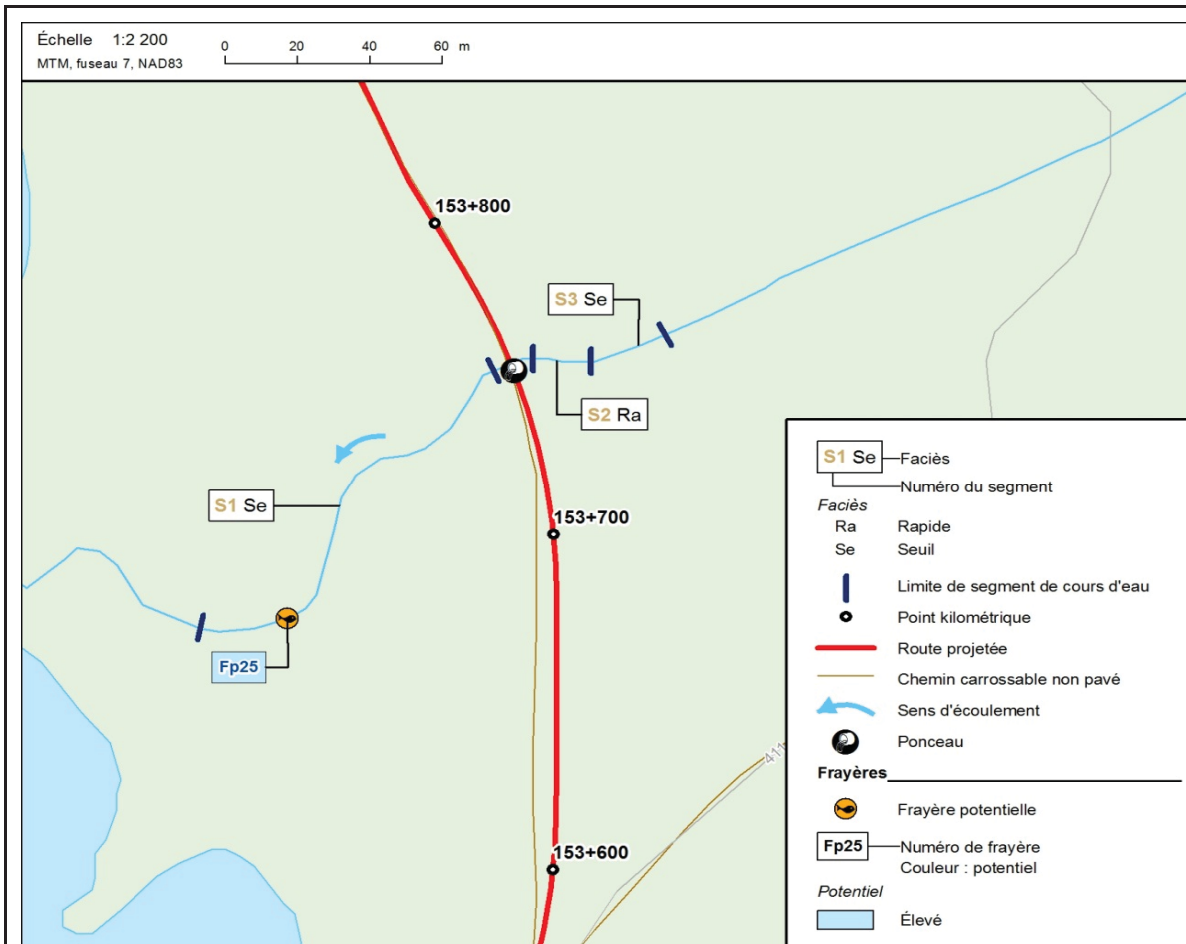 Échelle 1:2 200
0 20 40 60 m
MTM, fuseau 7, NAD83
153+800
S3 Se
S2 Ra
S1 Se
153+700
Fp25
411
153+600
S1 Se Faciès
Numéro du segment
Faciès
Ra Rapide
Se Seuil
Limite de segment de cours d'eau
Point kilométrique
Route projetée
Chemin carrossable non pavé
Sens d'écoulement
Ponceau
Frayères
Frayère potentielle
Fp25 Numéro de frayère
Couleur : potentiel
Potentiel
Élevé